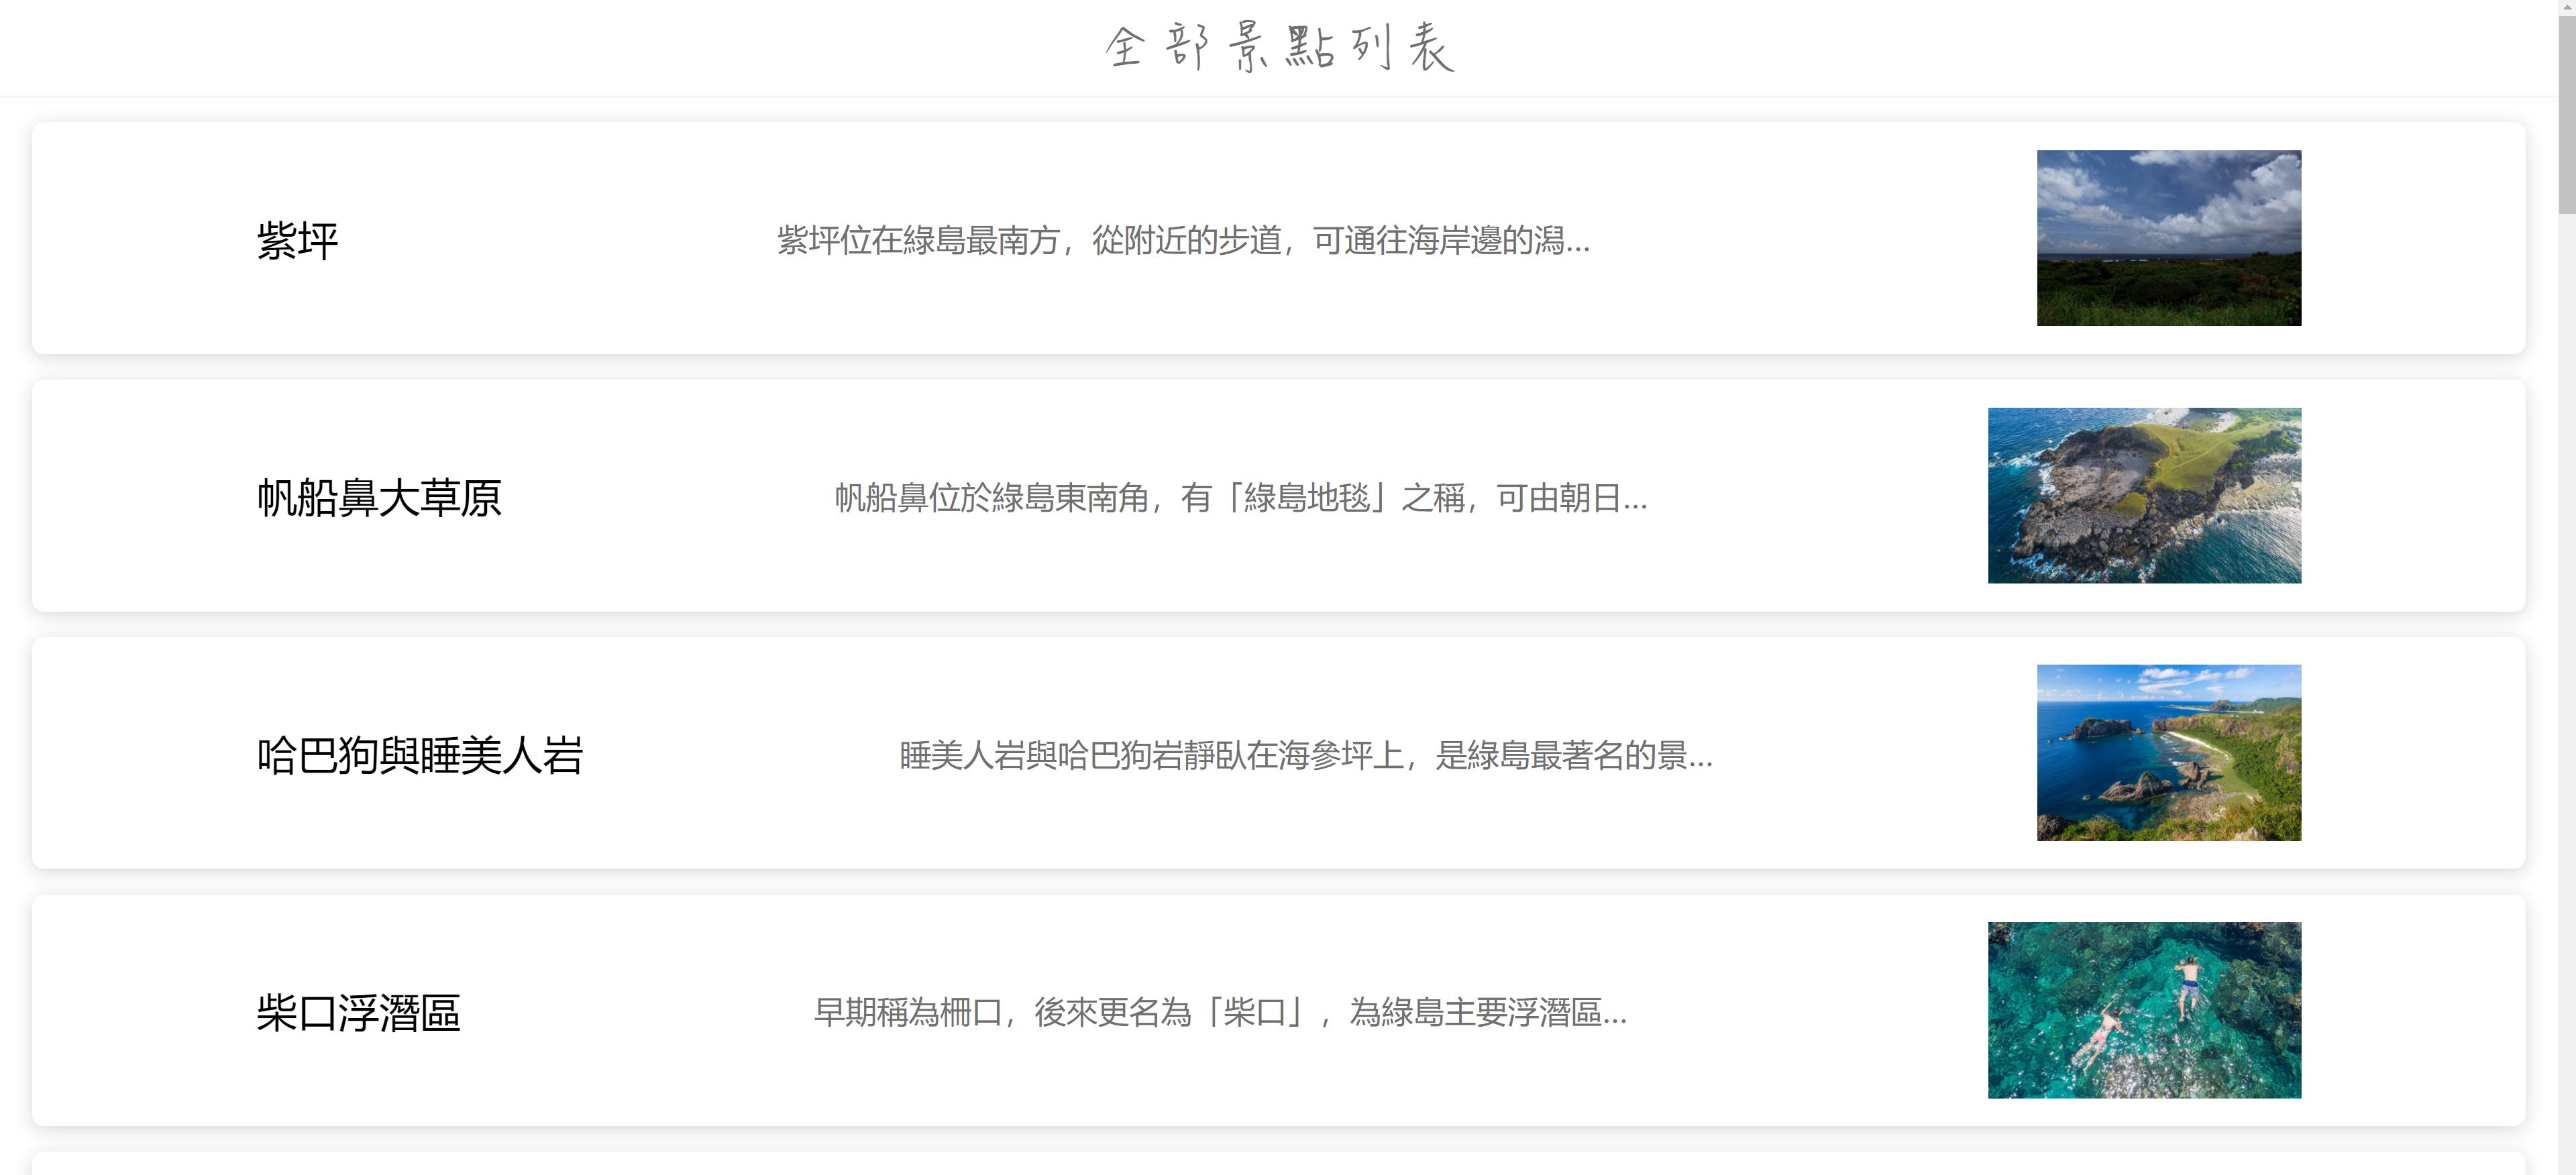 全部景點列表
紫坪
紫坪位在綠島最南方，從附近的步道，可通往海岸邊的潟...
帆船鼻大草原
帆船鼻位於綠島東南角，有「綠島地毯」之稱，可由朝日...
哈巴狗與睡美人岩
睡美人岩與哈巴狗岩靜臥在海參坪上，是綠島最著名的景...
柴口浮潛區
早期稱為柵口，後來更名為「柴口」，為綠島主要浮潛區...